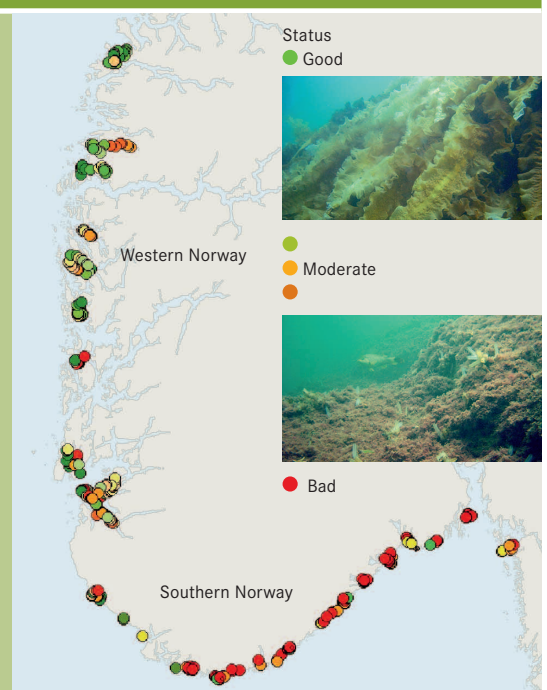 Status
Good
Western Norway
Moderate
Bad
Southern Norway